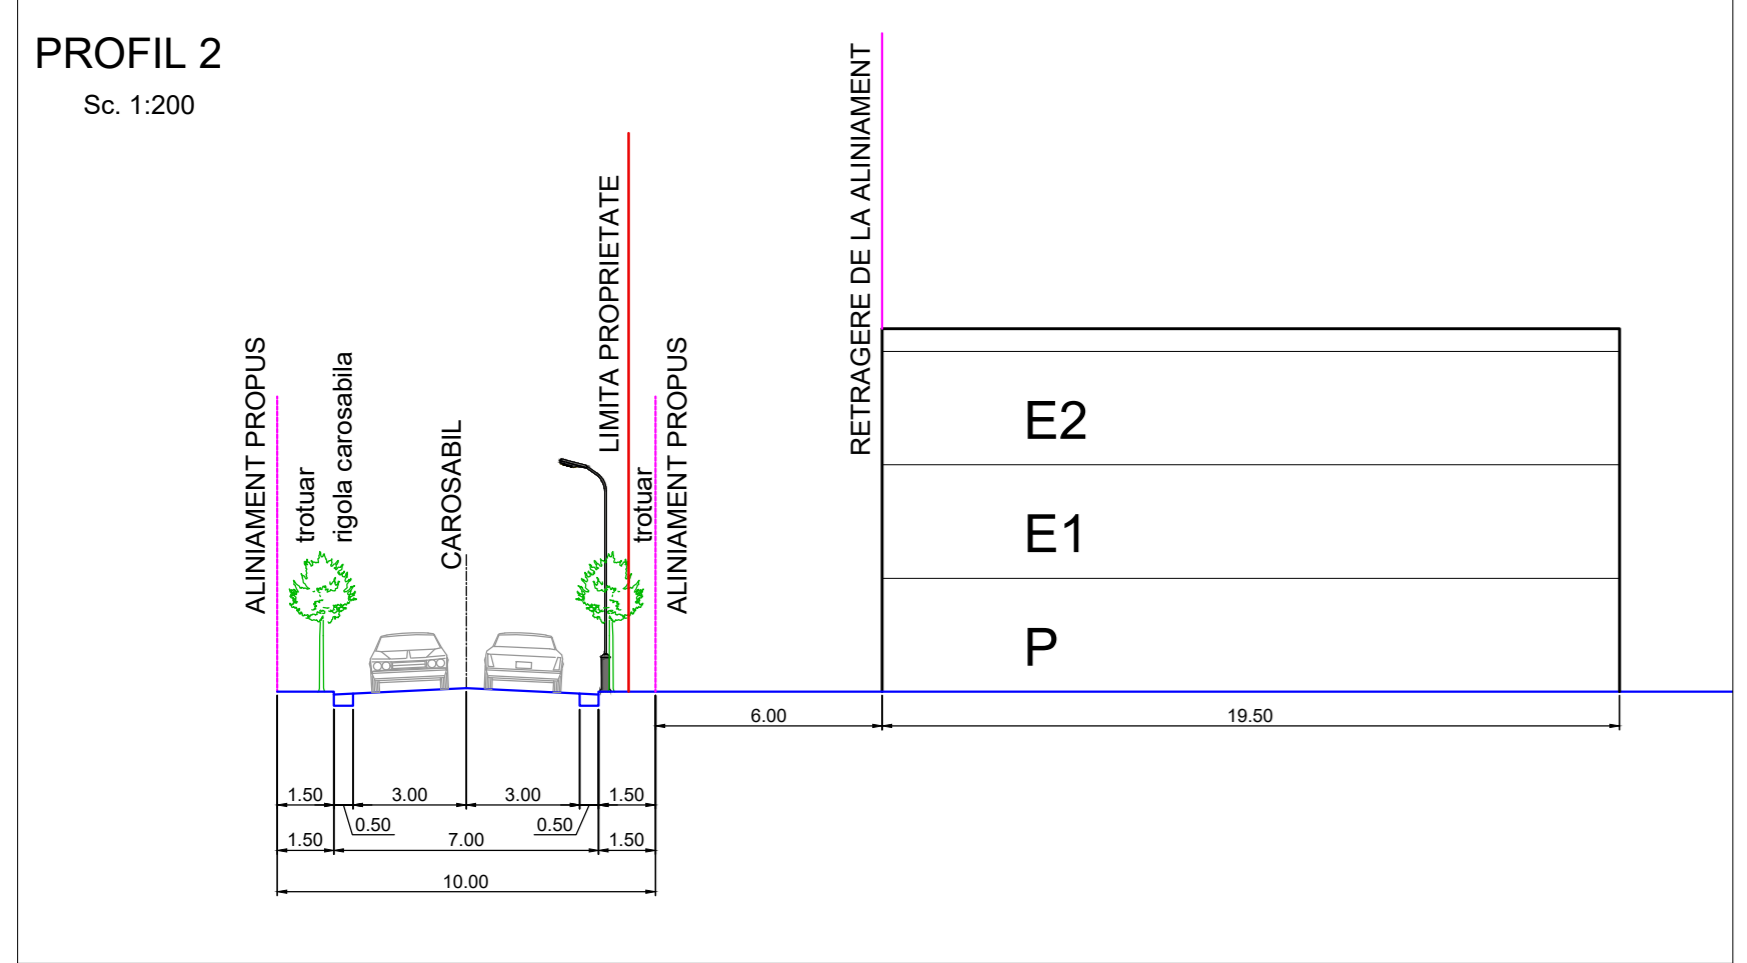 PROFIL 2
Sc. 1:200
ALINIAMENT PROPUS
trotuar
rigola carosabila
CAROSABIL
LIMITA PROPRIETATE
trotuar
ALINIAMENT PROPUS
RETRAGERE DE LA ALINIAMENT
E2
E1
P
6.00
19.50
1.50
3.00
3.00
1.50
0.50
0.50
1.50
7.00
1.50
10.00